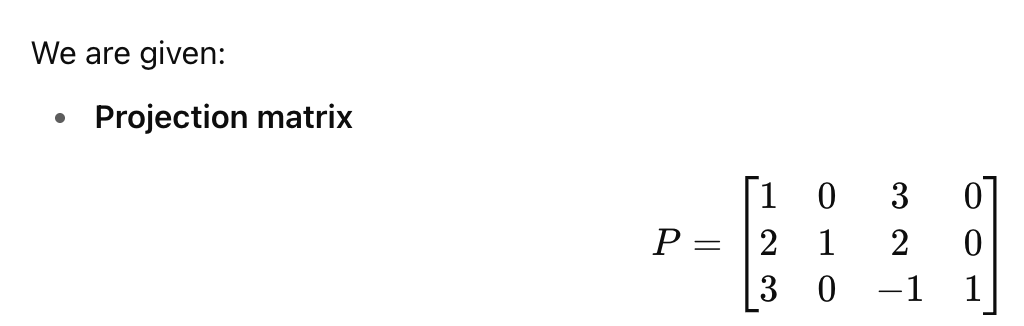 We are given:
• Projection matrix
P = [1 0 3 0
2 1 2 0
3 0 −1 1]